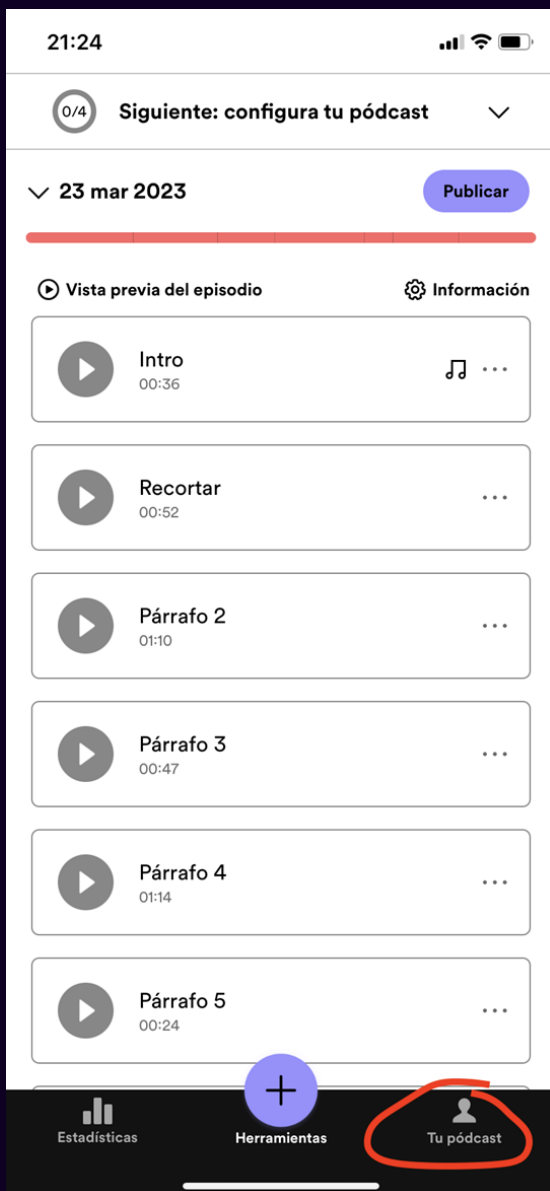 21:24
0/4 Siguiente: configura tu pódcast
23 mar 2023 Publicar
Vista previa del episodio Información
Intro
00:36
Recortar
00:52
Párrafo 2
01:10
Párrafo 3
00:47
Párrafo 4
01:14
Párrafo 5
00:24
Estadísticas Herramientas Tu pódcast